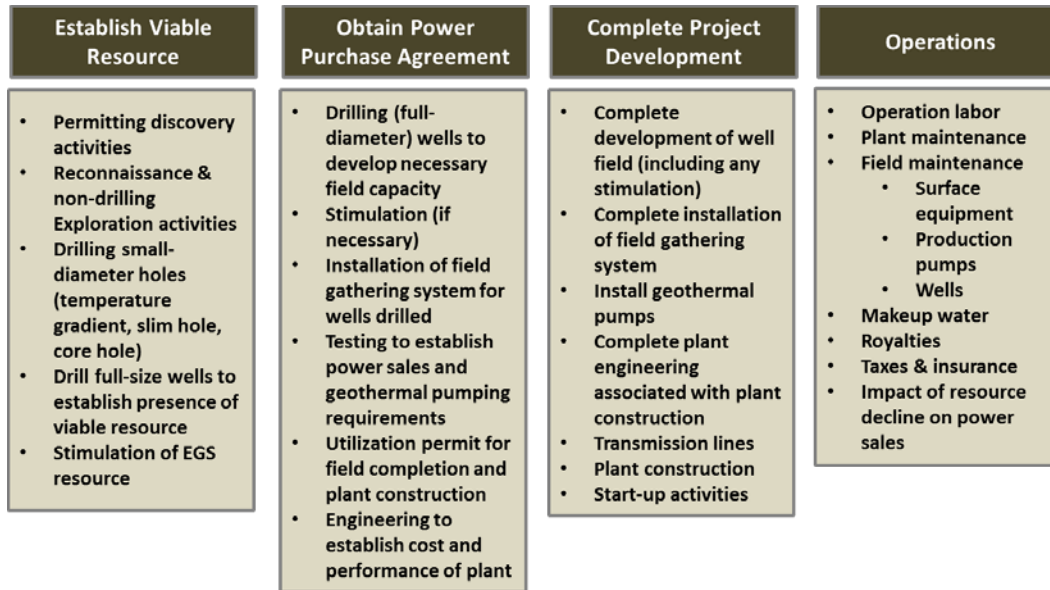 Establish Viable
Resource
• Permitting discovery
activities
• Reconnaissance &
non-drilling
Exploration activities
• Drilling small-
diameter holes
(temperature
gradient, slim hole,
core hole)
• Drill full-size wells to
establish presence of
viable resource
• Stimulation of EGS
resource
Obtain Power
Purchase Agreement
• Drilling (full-
diameter) wells to
develop necessary
field capacity
• Stimulation (if
necessary)
• Installation of field
gathering system for
wells drilled
• Testing to establish
power sales and
geothermal pumping
requirements
• Utilization permit for
field completion and
plant construction
• Engineering to
establish cost and
performance of plant
Complete Project
Development
• Complete
development of well
field (including any
stimulation)
• Complete installation
of field gathering
system
• Install geothermal
pumps
• Complete plant
engineering
associated with plant
construction
• Transmission lines
• Plant construction
• Start-up activities
Operations
• Operation labor
• Plant maintenance
• Field maintenance
• Surface
equipment
• Production
pumps
• Wells
• Makeup water
• Royalties
• Taxes & insurance
• Impact of resource
decline on power
sales